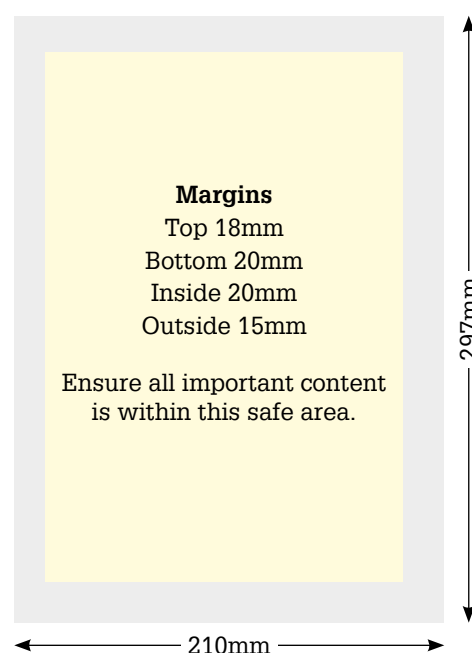 Margins
Top 18mm
Bottom 20mm
Inside 20mm
Outside 15mm
Ensure all important content
is within this safe area.
297mm
210mm